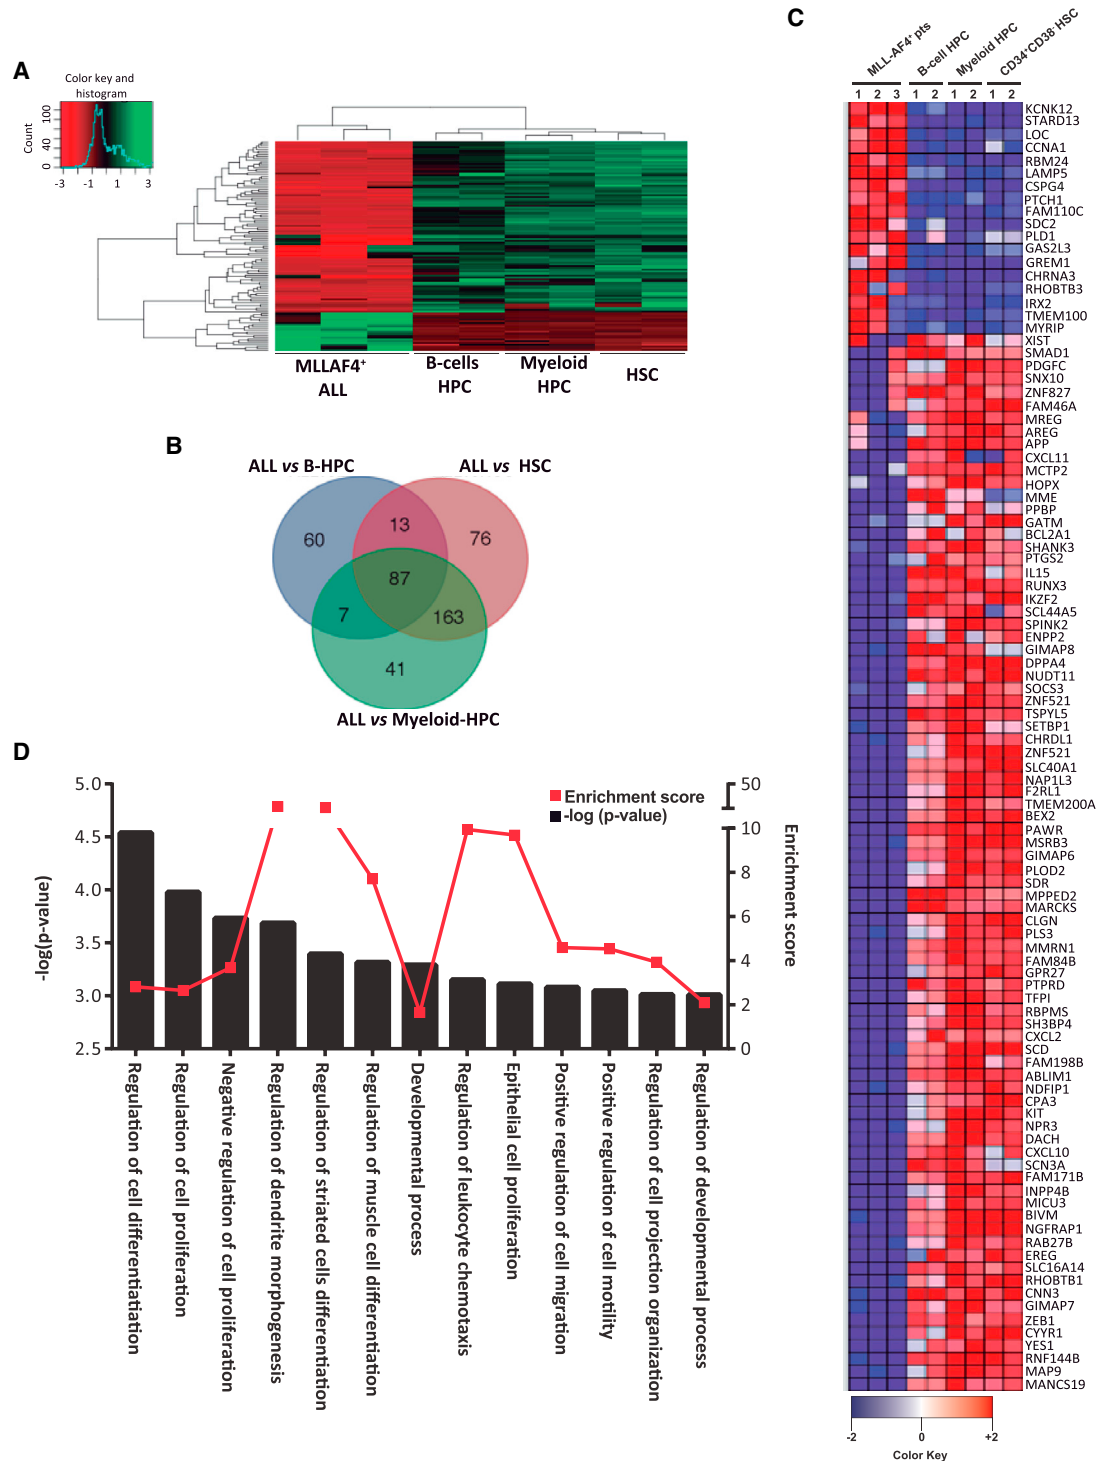 A
Color key and
histogram
Count
0 40 100
-3 -1 1 3
MLLAF4+
ALL
B-cells
HPC
Myeloid
HPC
HSC
B
ALL vs B-HPC
ALL vs HSC
60
13
76
87
7
163
41
ALL vs Myeloid-HPC
C
MLL-AF4+ pts
B-cell HPC
Myeloid HPC
CD34+CD38- HSC
1 2 3 1 2 1 2 1 2
KCNK12
STARD13
LOC
CCNA1
RBM24
LAMP5
CSPG4
PTCH1
FAM110C
SDC2
PLD1
GAS2L3
GREM1
CHRNA3
RHOBTB3
IRX2
TMEM100
MYRIP
XIST
SMAD1
PDGFC
SNX10
ZNF827
FAM46A
MREG
AREG
APP
CXCL11
MCTP2
HOPX
MME
PPBP
GATM
BCL2A1
SHANK3
PTGS2
IL15
RUNX3
IKZF2
SCL44A5
SPINK2
ENPP2
GIMAP8
DPPA4
NUDT11
SOCS3
ZNF521
TSPYL5
SETBP1
CHRDL1
ZNF521
SLC40A1
NAP1L3
F2RL1
TMEM200A
BEX2
PAWR
MSRB3
GIMAP6
PLOD2
SDR
MPPED2
MARCKS
CLGN
PLS3
MMRN1
FAM84B
GPR27
PTPRD
TFPI
RBPMS
SH3BP4
CXCL2
SCD
FAM198B
ABLIM1
NDFIP1
CPA3
KIT
NPR3
DACH
CXCL10
SCN3A
FAM171B
INPP4B
MICU3
BIVM
NGFRAP1
RAB27B
EREG
SLC16A14
RHOBTB1
CNN3
GIMAP7
ZEB1
CYYR1
YES1
RNF144B
MAP9
MANCS19
-2 0 +2
Color Key
D
Enrichment score
-log (p-value)
-log(p-value)
5.0
4.5
4.0
3.5
3.0
2.5
50
10
8
6
4
2
0
Enrichment score
Regulation of cell differentitation
Regulation of cell proliferation
Negative regulation of cell proliferation
Regulation of dendrite morphogenesis
Regulation of striated cells differentiation
Regulation of muscle cell differentiation
Developmental process
Regulation of leukocyte chemotaxis
Epithelial cell proliferation
Positive regulation of cell migration
Positive regulation of cell motility
Regulation of cell projection organization
Regulation of developmental process